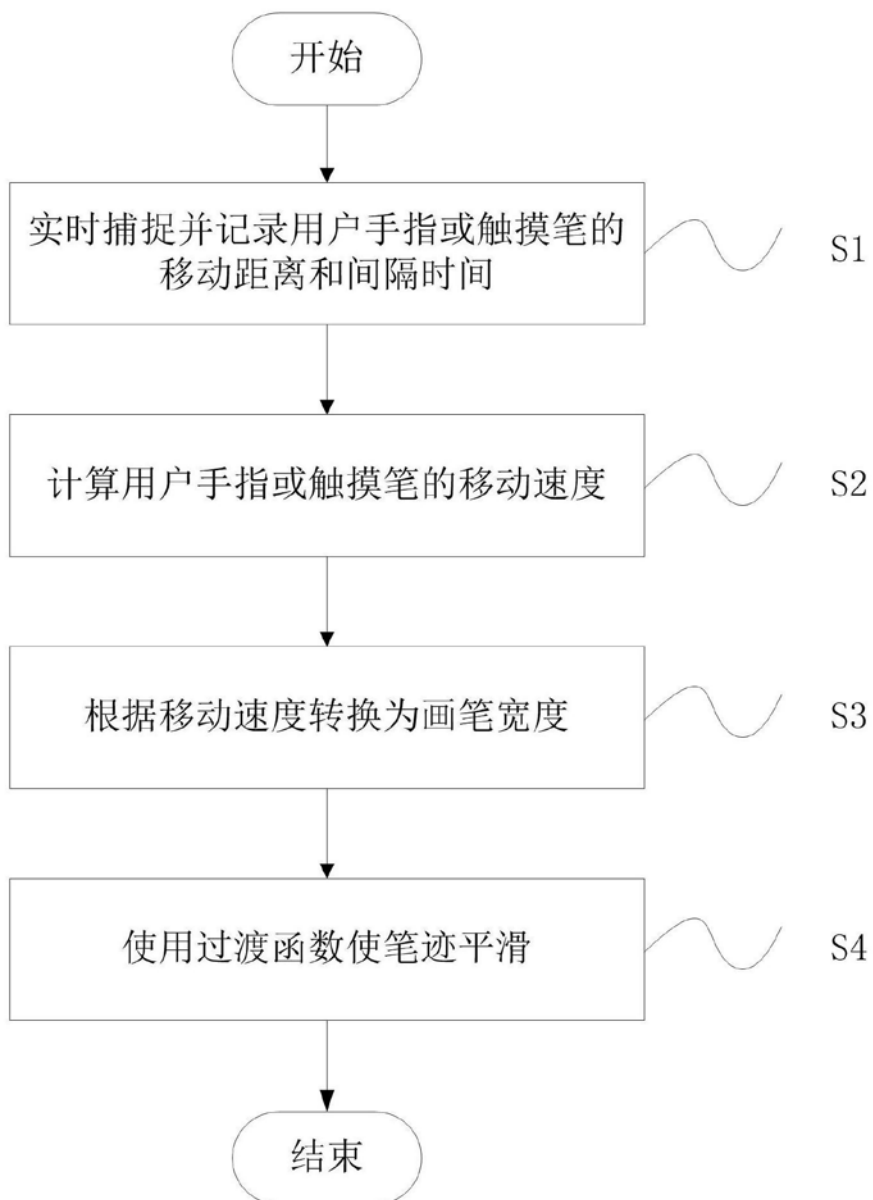 开始
实时捕捉并记录用户手指或触摸笔的
移动距离和间隔时间
S1
计算用户手指或触摸笔的移动速度
S2
根据移动速度转换为画笔宽度
S3
使用过渡函数使笔迹平滑
S4
结束